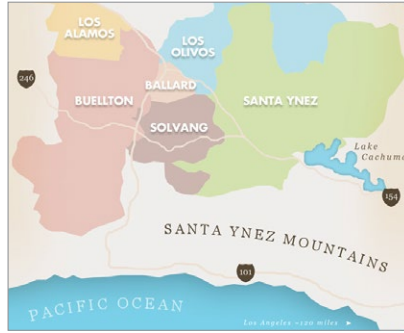 LOS
ALAMOS
LOS
OLIVOS
246
BALLARD
BUELLTON
SANTA YNEZ
SOLVANG
Lake
Cachuma
154
SANTA YNEZ MOUNTAINS
101
PACIFIC OCEAN
Los Angeles ~120 miles ➤